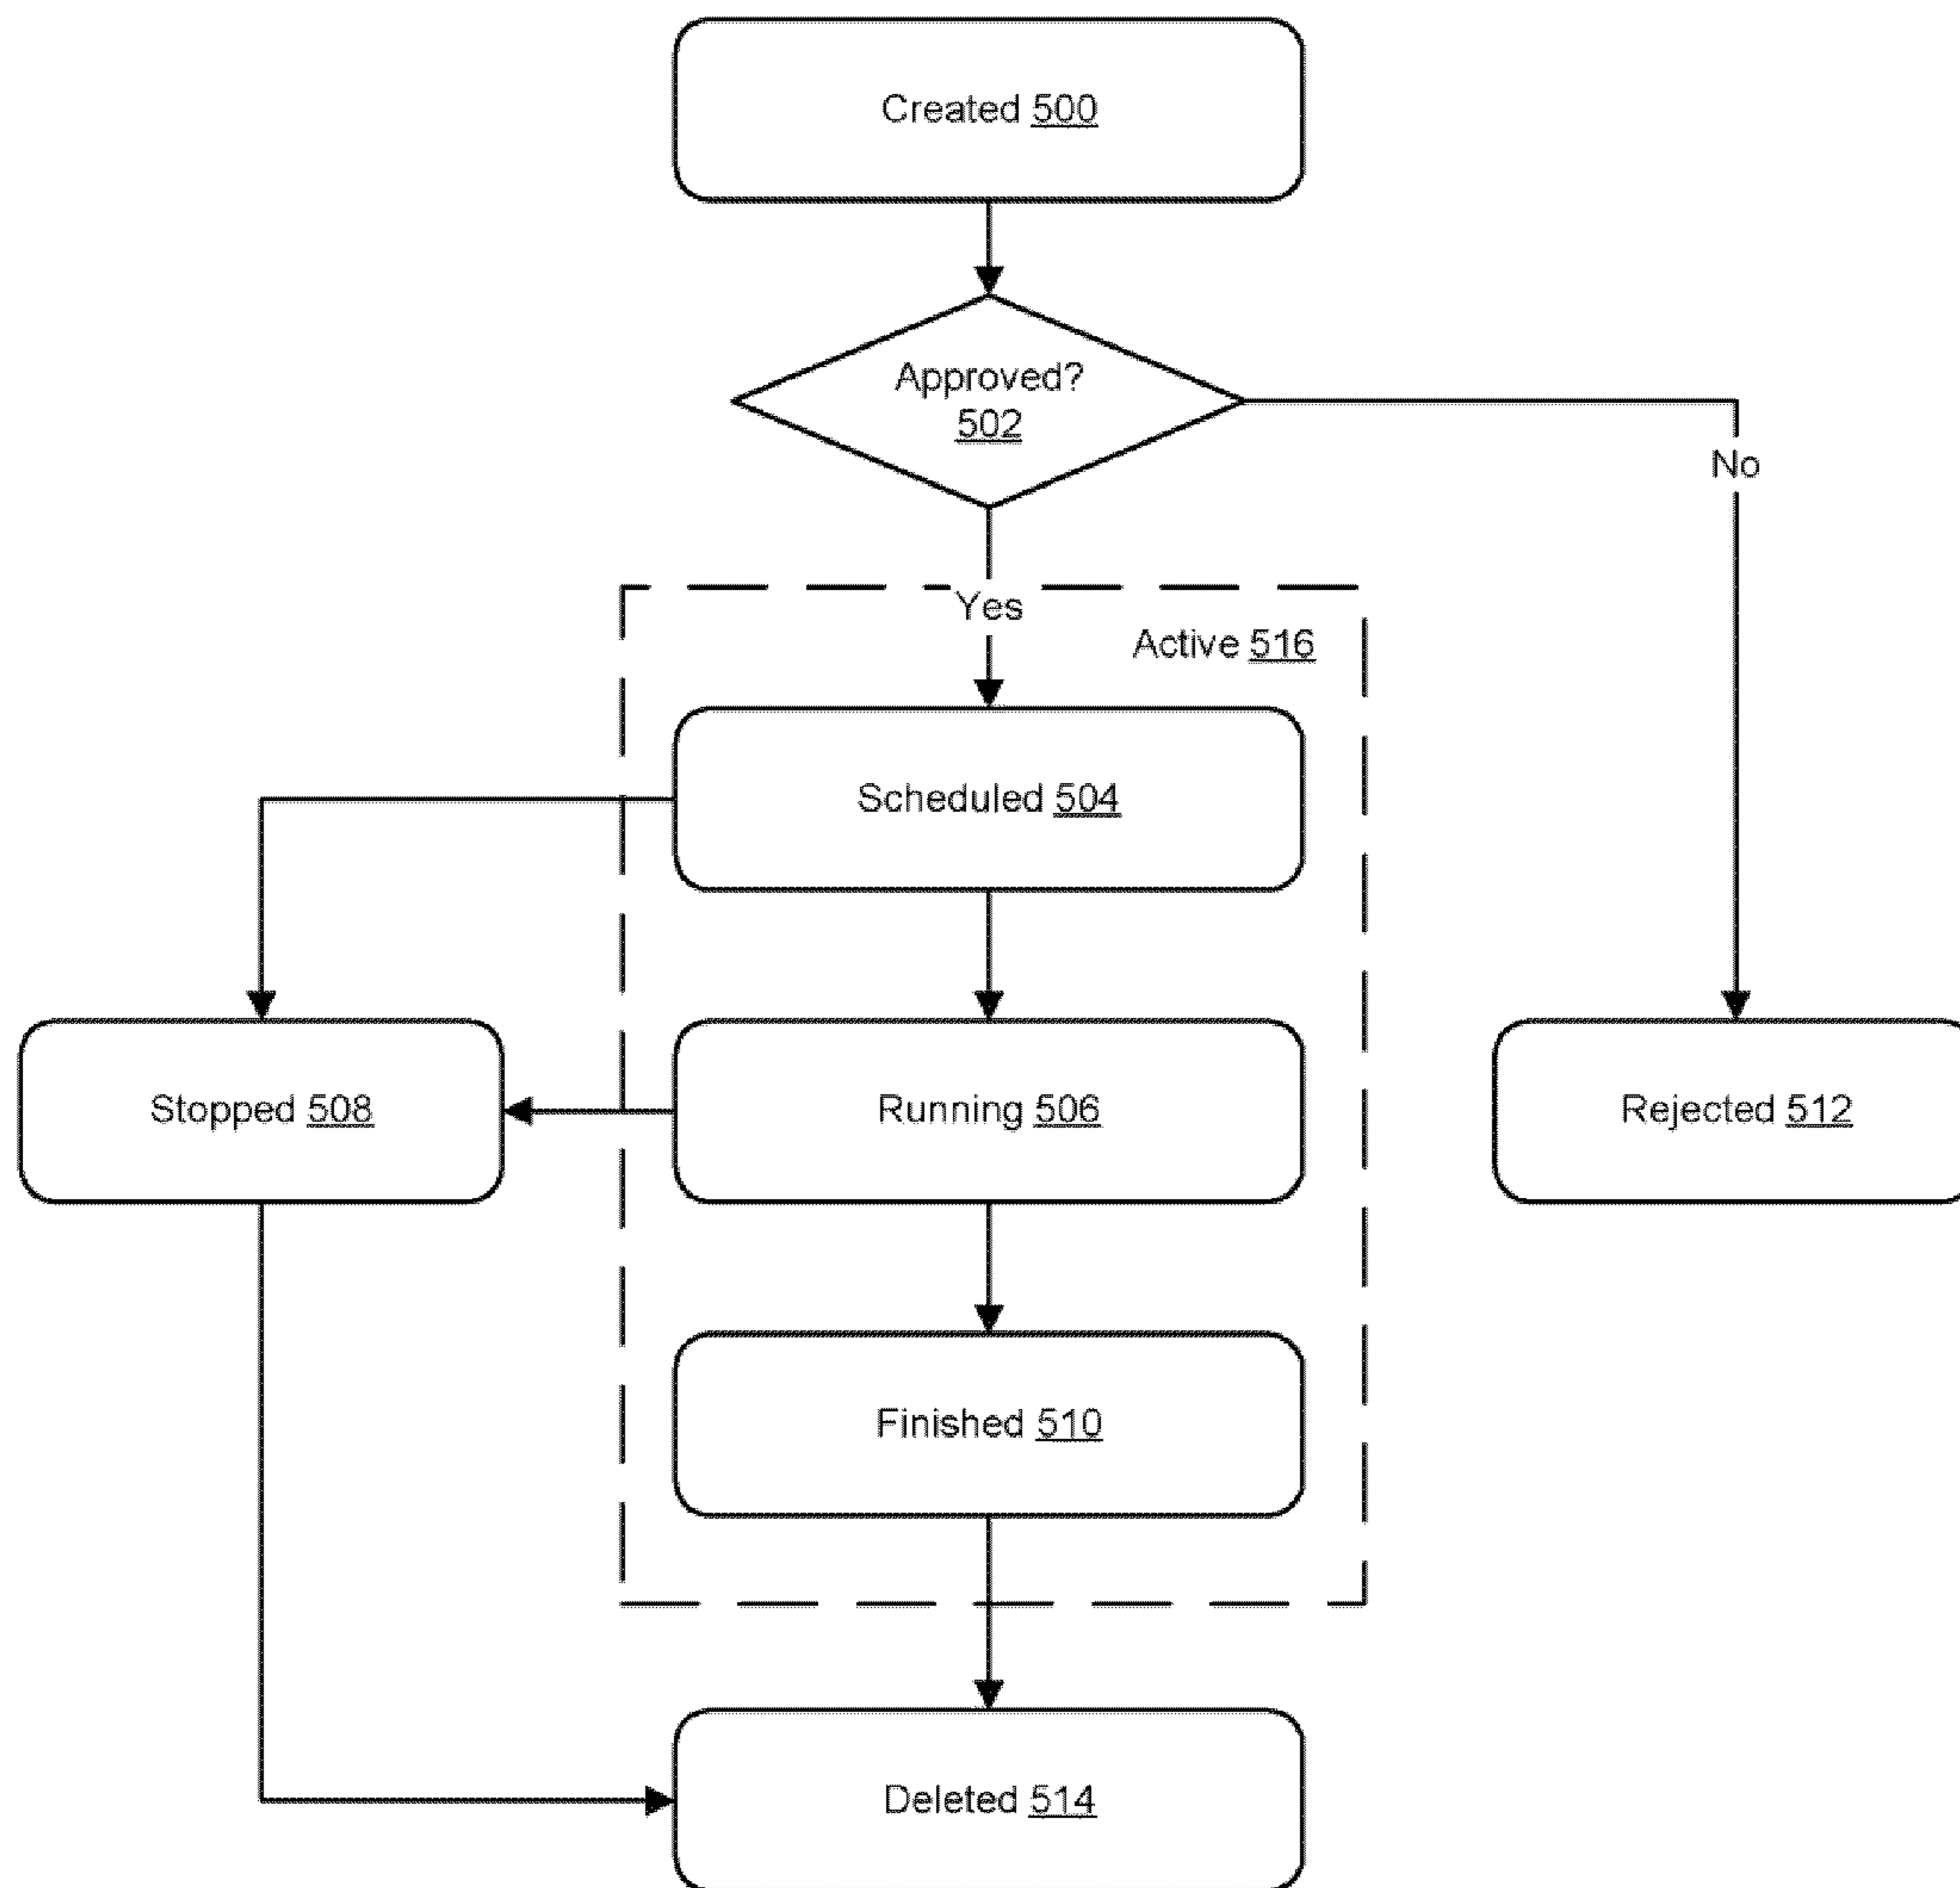 Created 500
Approved?
502
No
Yes
Active 516
Scheduled 504
Stopped 508
Running 506
Rejected 512
Finished 510
Deleted 514